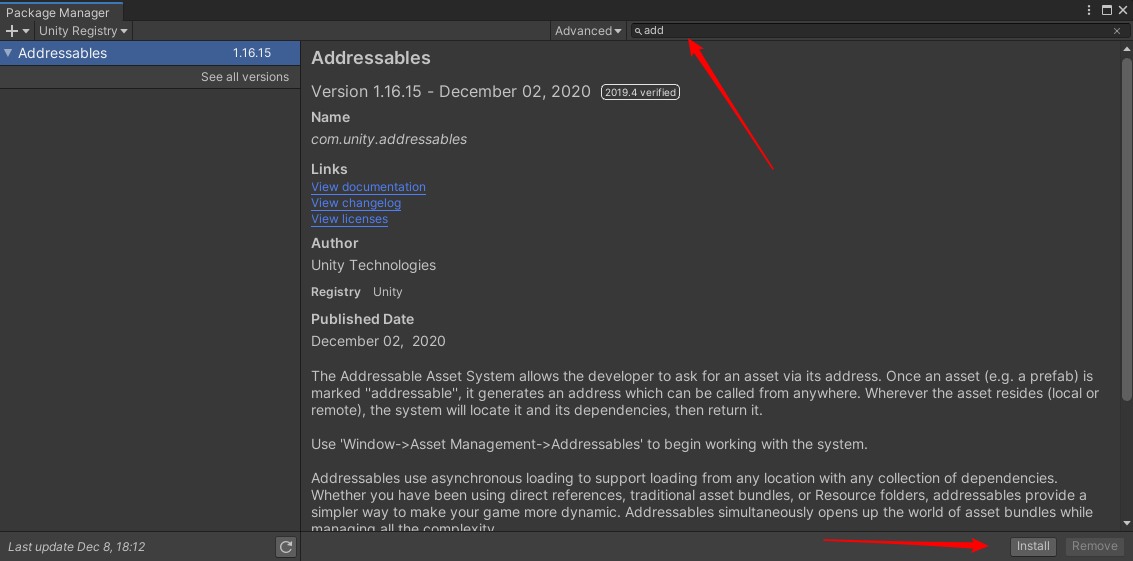 Package Manager
Unity Registry
Advanced
add
Addressables 1.16.15
See all versions
Addressables
Version 1.16.15 - December 02, 2020 2019.4 verified
Name
com.unity.addressables
Links
View documentation
View changelog
View licenses
Author
Unity Technologies
Registry Unity
Published Date
December 02, 2020
The Addressable Asset System allows the developer to ask for an asset via its address. Once an asset (e.g. a prefab) is
marked "addressable", it generates an address which can be called from anywhere. Wherever the asset resides (local or
remote), the system will locate it and its dependencies, then return it.
Use 'Window->Asset Management->Addressables' to begin working with the system.
Addressables use asynchronous loading to support loading from any location with any collection of dependencies.
Whether you have been using direct references, traditional asset bundles, or Resource folders, addressables provide a
simpler way to make your game more dynamic. Addressables simultaneously opens up the world of asset bundles while
managing all the complexity.
Last update Dec 8, 18:12
Install
Remove